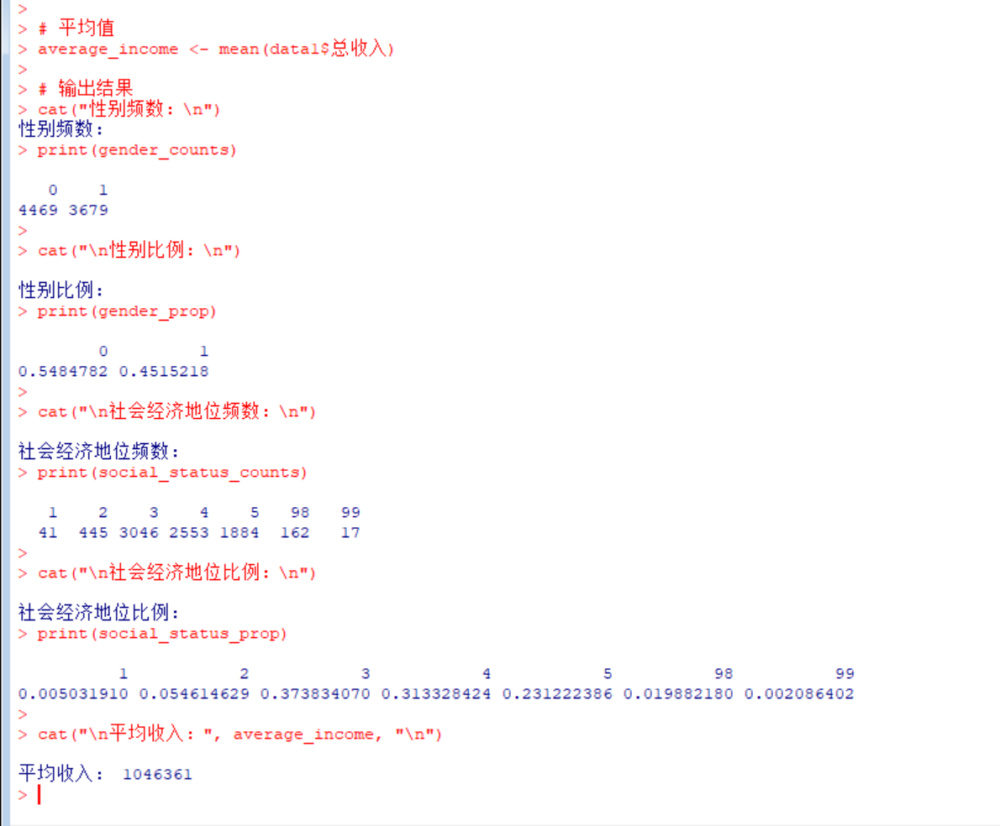 >
> # 平均值
> average_income <- mean(data1$总收入)
>
> # 输出结果
> cat("性别频数：\n")
性别频数：
> print(gender_counts)
0 1
4469 3679
>
> cat("\n性别比例：\n")
性别比例：
> print(gender_prop)
0 1
0.5484782 0.4515218
>
> cat("\n社会经济地位频数：\n")
社会经济地位频数：
> print(social_status_counts)
1 2 3 4 5 98 99
41 445 3046 2553 1884 162 17
>
> cat("\n社会经济地位比例：\n")
社会经济地位比例：
> print(social_status_prop)
1 2 3 4 5 98 99
0.005031910 0.054614629 0.373834070 0.313328424 0.231222386 0.019882180 0.002086402
>
> cat("\n平均收入：", average_income, "\n")
平均收入： 1046361
>